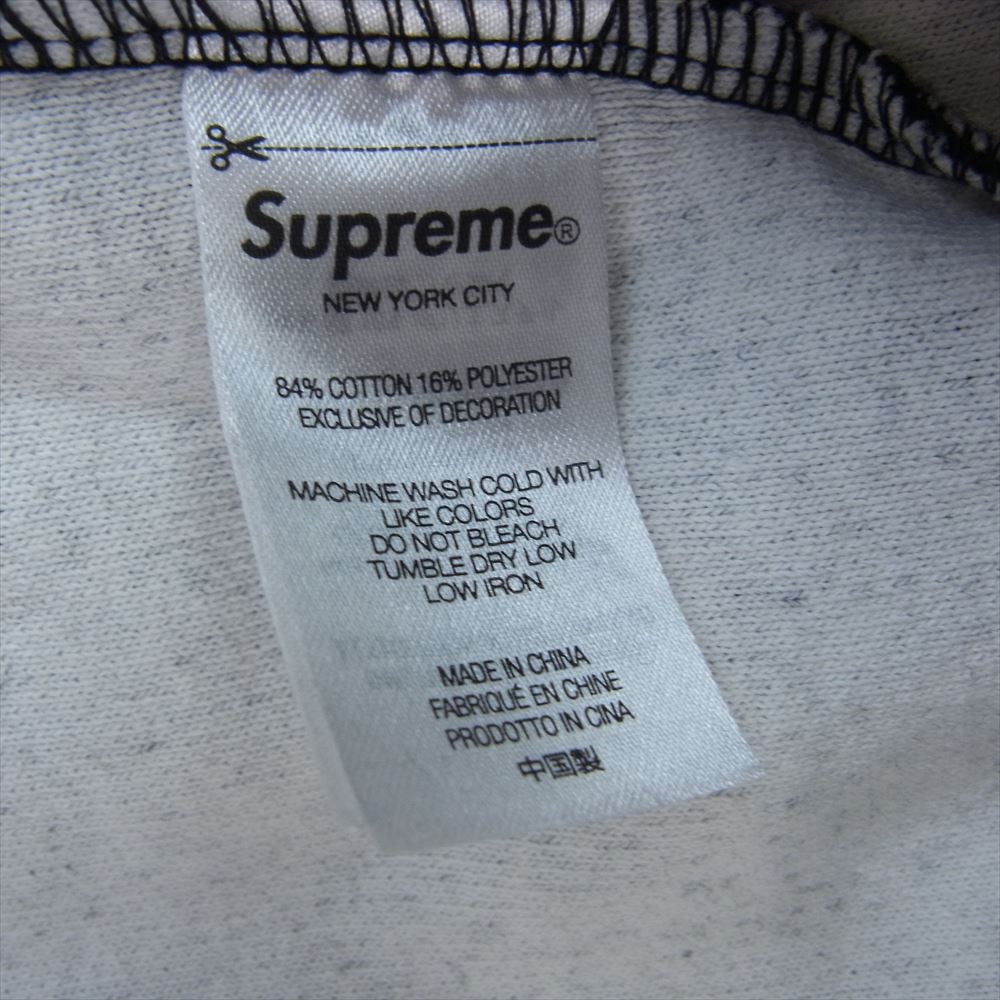 Supreme®
NEW YORK CITY
84% COTTON 16% POLYESTER
EXCLUSIVE OF DECORATION
MACHINE WASH COLD WITH
LIKE COLORS
DO NOT BLEACH
TUMBLE DRY LOW
LOW IRON
MADE IN CHINA
FABRIQUÉ EN CHINE
PRODOTTO IN CINA
中国製